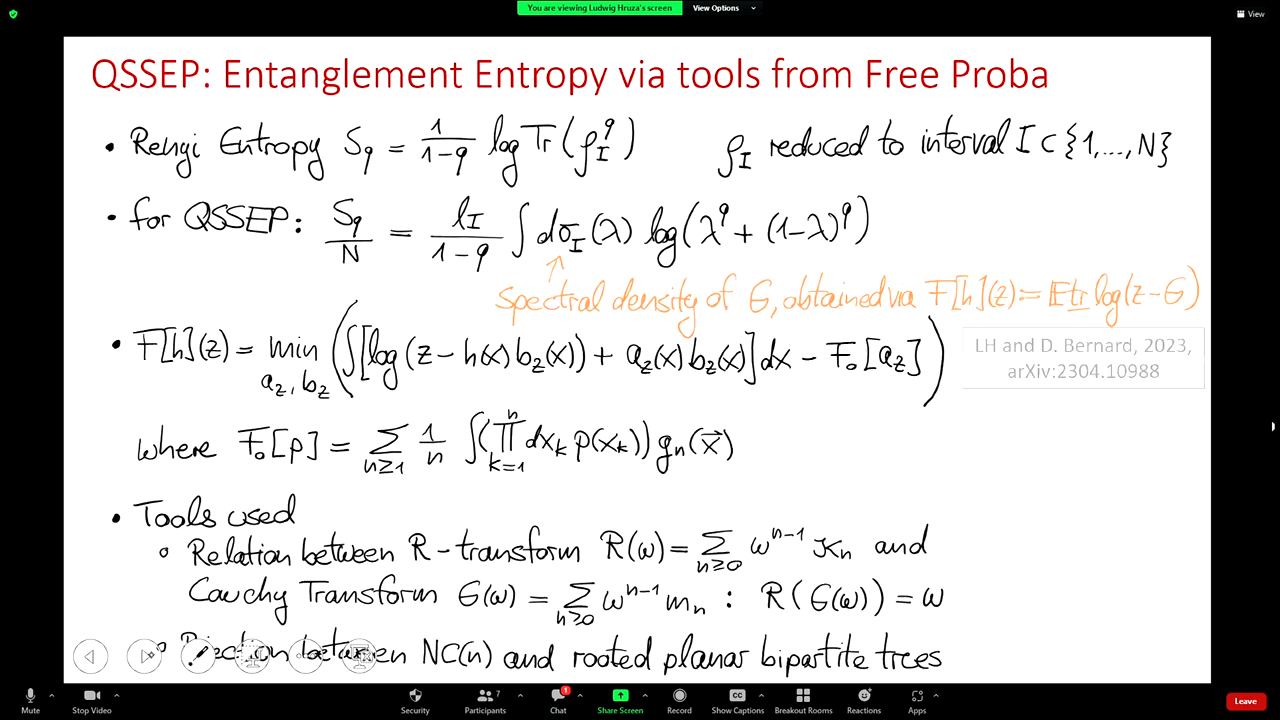 You are viewing Ludwig Hruza's screen View Options
View
QSSEP: Entanglement Entropy via tools from Free Proba
• Renyi Entropy S_q = 1/(1-q) log Tr(ρ_I^q) ρ_I reduced to interval I ⊂ {1,...,N}
• for QSSEP: S_q/N = l_I/(1-q) ∫ dσ_I(λ) log(λ^q + (1-λ)^q)
↑
Spectral density of G, obtained via F[h](z) = 𝔼 tr log(z-G)
• F[h](z) = min_{a_z, b_z} (∫[log(z - h(x) b_z(x)) + a_z(x) b_z(x)]dx - F_0[a_z])
LH and D. Bernard, 2023,
arXiv:2304.10988
where F_0[p] = Σ_{n≥1} 1/n ∫(∏_{k=1}^n dx_k p(x_k)) g_n(x⃗)
• Tools used
∘ Relation between R-transform R(ω) = Σ_{n≥0} ω^{n-1} κ_n and
Cauchy Transform G(ω) = Σ_{n≥0} ω^{n-1} m_n : R(G(ω)) = ω
∘ Bijection between NC(n) and rooted planar bipartite trees
7 1
Mute Stop Video Security Participants Chat Share Screen Record Show Captions Breakout Rooms Reactions Apps Leave